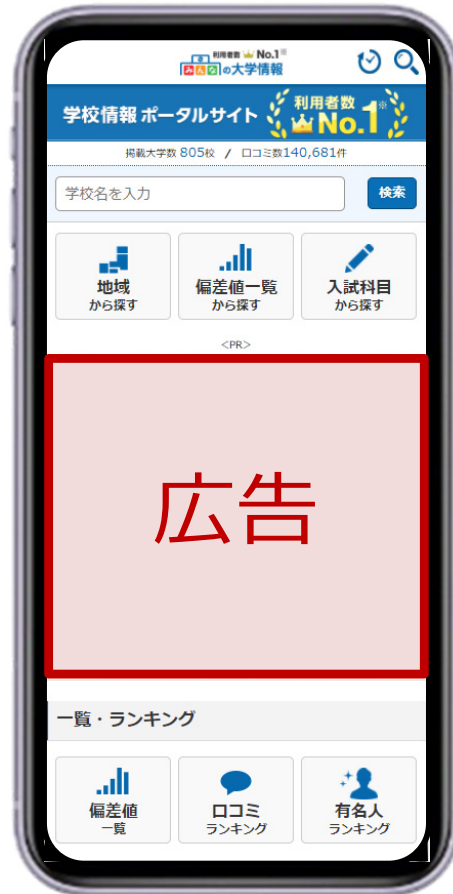 利用者数 No.1※
みんなの大学情報
学校情報 ポータルサイト 利用者数 No.1※
掲載大学数 805校 / 口コミ数140,681件
学校名を入力 検索
地域 偏差値一覧 入試科目
から探す から探す から探す
<PR>
広告
一覧・ランキング
偏差値 口コミ 有名人
一覧 ランキング ランキング